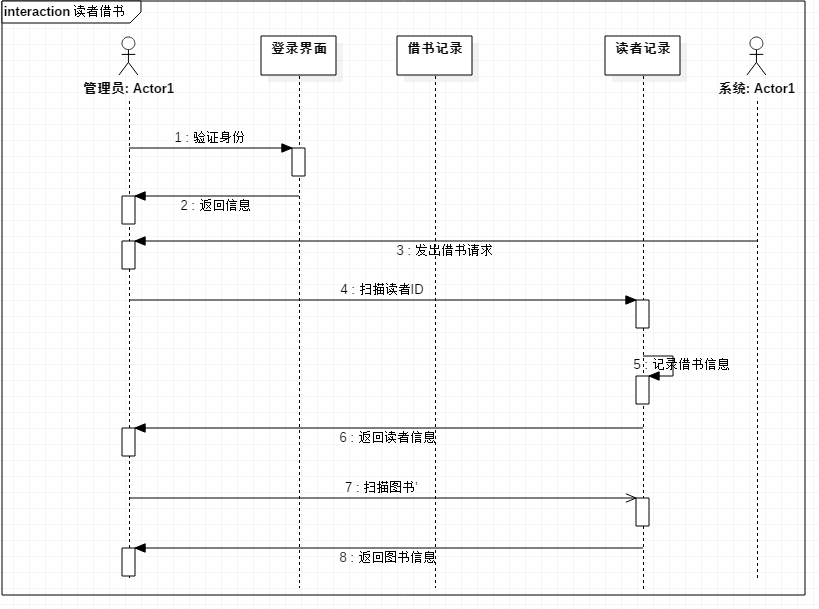 interaction 读者借书
登录界面
借书记录
读者记录
管理员: Actor1
系统: Actor1
1 : 验证身份
2 : 返回信息
3 : 发出借书请求
4 : 扫描读者ID
5 : 记录借书信息
6 : 返回读者信息
7 : 扫描图书'
8 : 返回图书信息